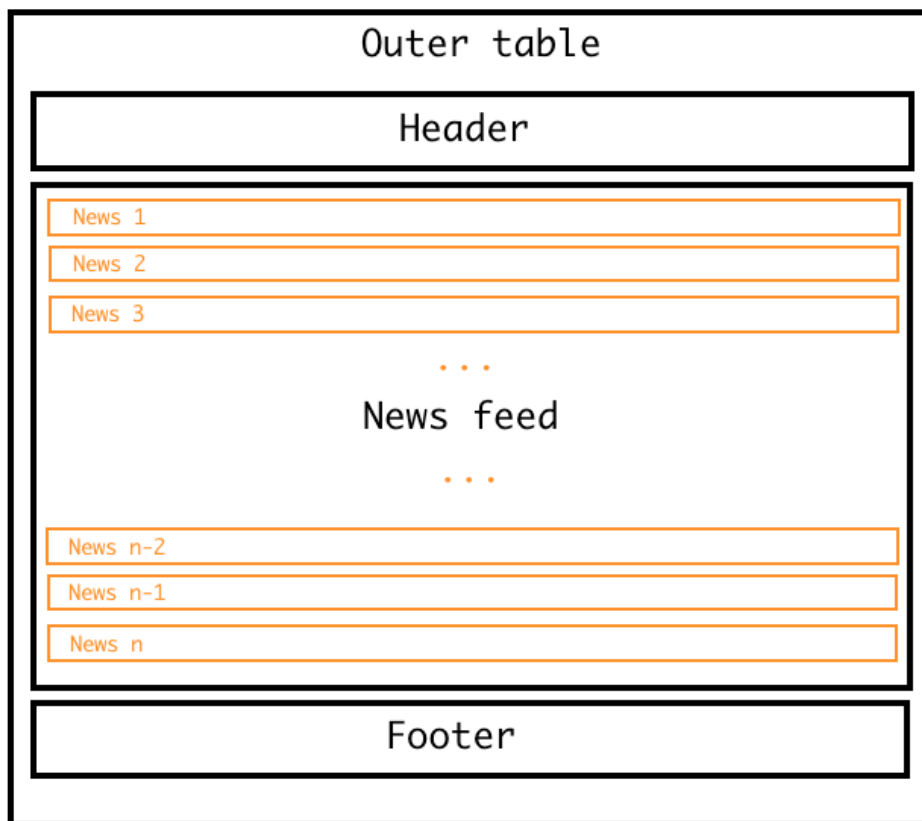 Outer table
Header
News 1
News 2
News 3
...
News feed
...
News n-2
News n-1
News n
Footer